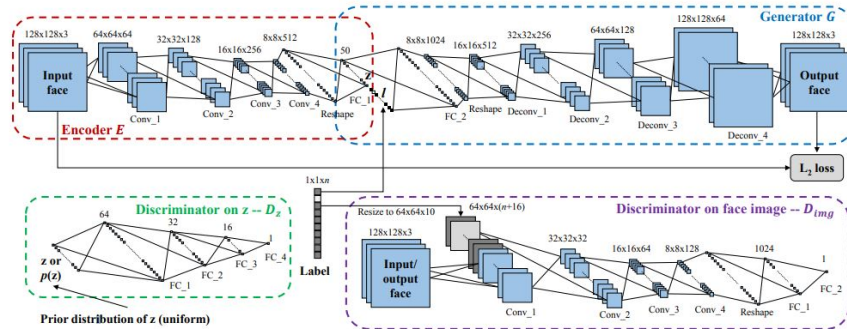 Generator G
128x128x3
64x64x64
32x32x128
16x16x256
8x8x512
50
8x8x1024
16x16x512
32x32x256
64x64x128
128x128x64
128x128x3
Input
face
z
l
Output
face
Conv_1
Conv_2
Conv_3
Conv_4
Reshape
FC_1
FC_2
Reshape
Deconv_1
Deconv_2
Deconv_3
Deconv_4
Encoder E
L2 loss
1x1xn
Discriminator on z -- Dz
64
32
16
1
z or
p(z)
FC_1
FC_2
FC_3
FC_4
Prior distribution of z (uniform)
Label
Resize to 64x64x10
64x64x(n+16)
Discriminator on face image -- Dimg
128x128x3
32x32x32
16x16x64
8x8x128
1024
1
Input/
output
face
Conv_1
Conv_2
Conv_3
Conv_4
Reshape
FC_1
FC_2